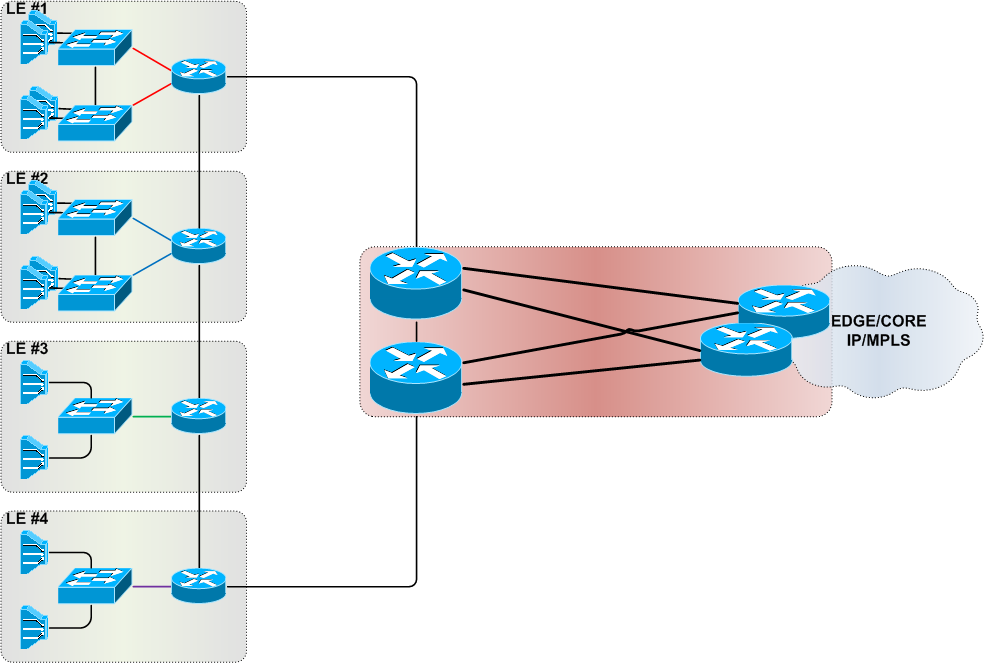 LE #1
LE #2
LE #3
LE #4
EDGE/CORE
IP/MPLS